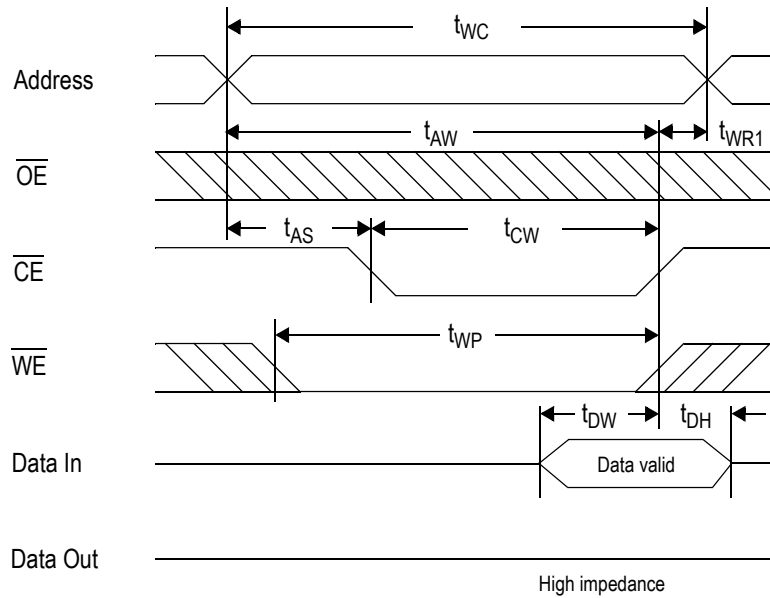 tWC
Address
tAW
tWR1
OE
tAS
tCW
CE
tWP
WE
tDW
tDH
Data In
Data valid
Data Out
High impedance